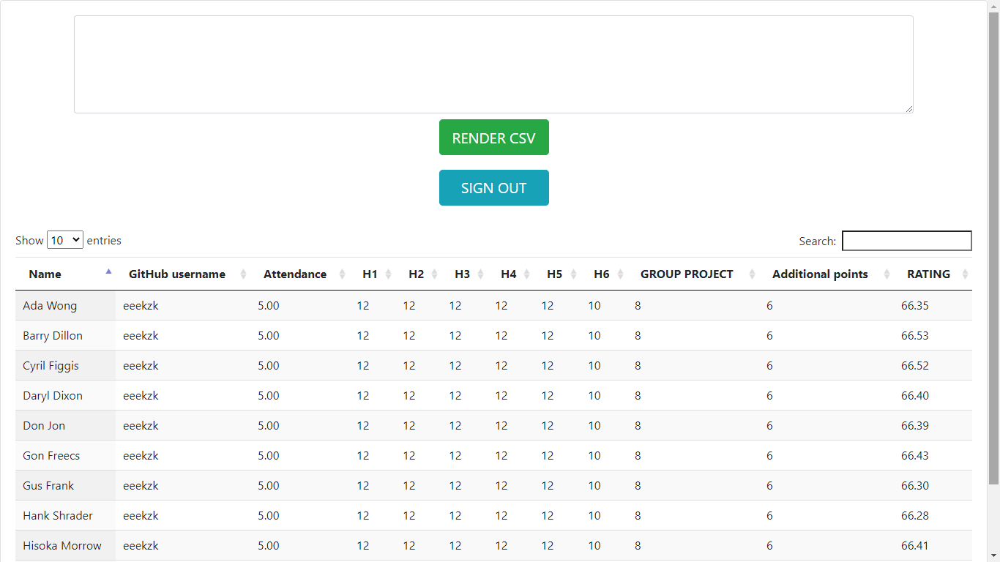 RENDER CSV
SIGN OUT
Show 10 entries Search:
Name GitHub username Attendance H1 H2 H3 H4 H5 H6 GROUP PROJECT Additional points RATING
Ada Wong eeekzk 5.00 12 12 12 12 12 10 8 6 66.35
Barry Dillon eeekzk 5.00 12 12 12 12 12 10 8 6 66.53
Cyril Figgis eeekzk 5.00 12 12 12 12 12 10 8 6 66.52
Daryl Dixon eeekzk 5.00 12 12 12 12 12 10 8 6 66.40
Don Jon eeekzk 5.00 12 12 12 12 12 10 8 6 66.39
Gon Freecs eeekzk 5.00 12 12 12 12 12 10 8 6 66.43
Gus Frank eeekzk 5.00 12 12 12 12 12 10 8 6 66.30
Hank Shrader eeekzk 5.00 12 12 12 12 12 10 8 6 66.28
Hisoka Morrow eeekzk 5.00 12 12 12 12 12 10 8 6 66.41